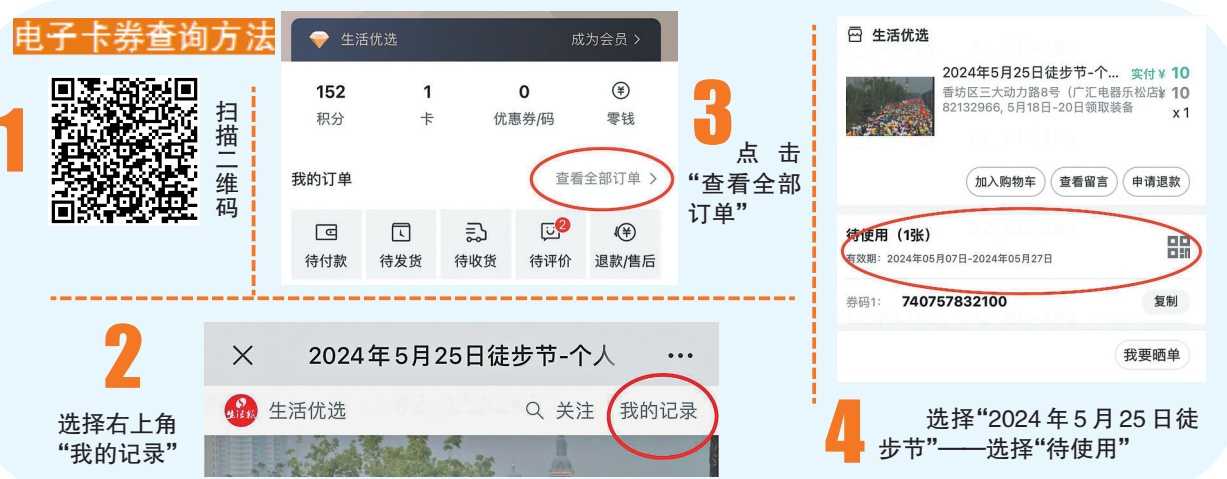 电子卡券查询方法
1
扫描二维码
2
选择右上角
“我的记录”
2024年5月25日徒步节-个人
生活报
生活优选
关注
我的记录
3
点击
“查看全部
订单”
生活优选
成为会员 >
152
1
0
积分
卡
优惠券/码
零钱
我的订单
查看全部订单 >
2
待付款
待发货
待收货
待评价
退款/售后
4
选择“2024年5月25日徒
步节”——选择“待使用”
生活优选
2024年5月25日徒步节-个... 实付¥ 10
香坊区三大动力路8号（广汇电器乐松店¥ 10
82132966, 5月18日-20日领取装备
x 1
加入购物车
查看留言
申请退款
待使用（1张）
有效期：2024年05月07日-2024年05月27日
券码1： 740757832100
复制
我要晒单